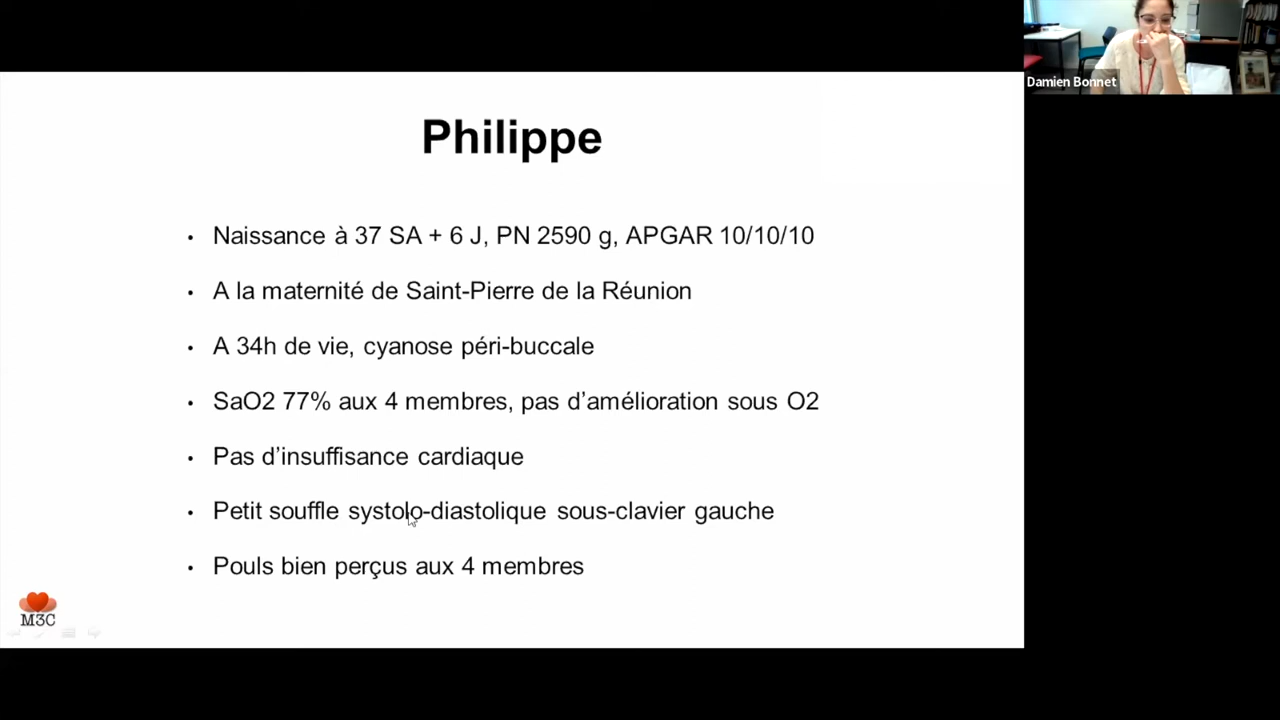 Damien Bonnet
Philippe
• Naissance à 37 SA + 6 J, PN 2590 g, APGAR 10/10/10
• A la maternité de Saint-Pierre de la Réunion
• A 34h de vie, cyanose péri-buccale
• SaO2 77% aux 4 membres, pas d’amélioration sous O2
• Pas d’insuffisance cardiaque
• Petit souffle systolo-diastolique sous-clavier gauche
• Pouls bien perçus aux 4 membres
M3C